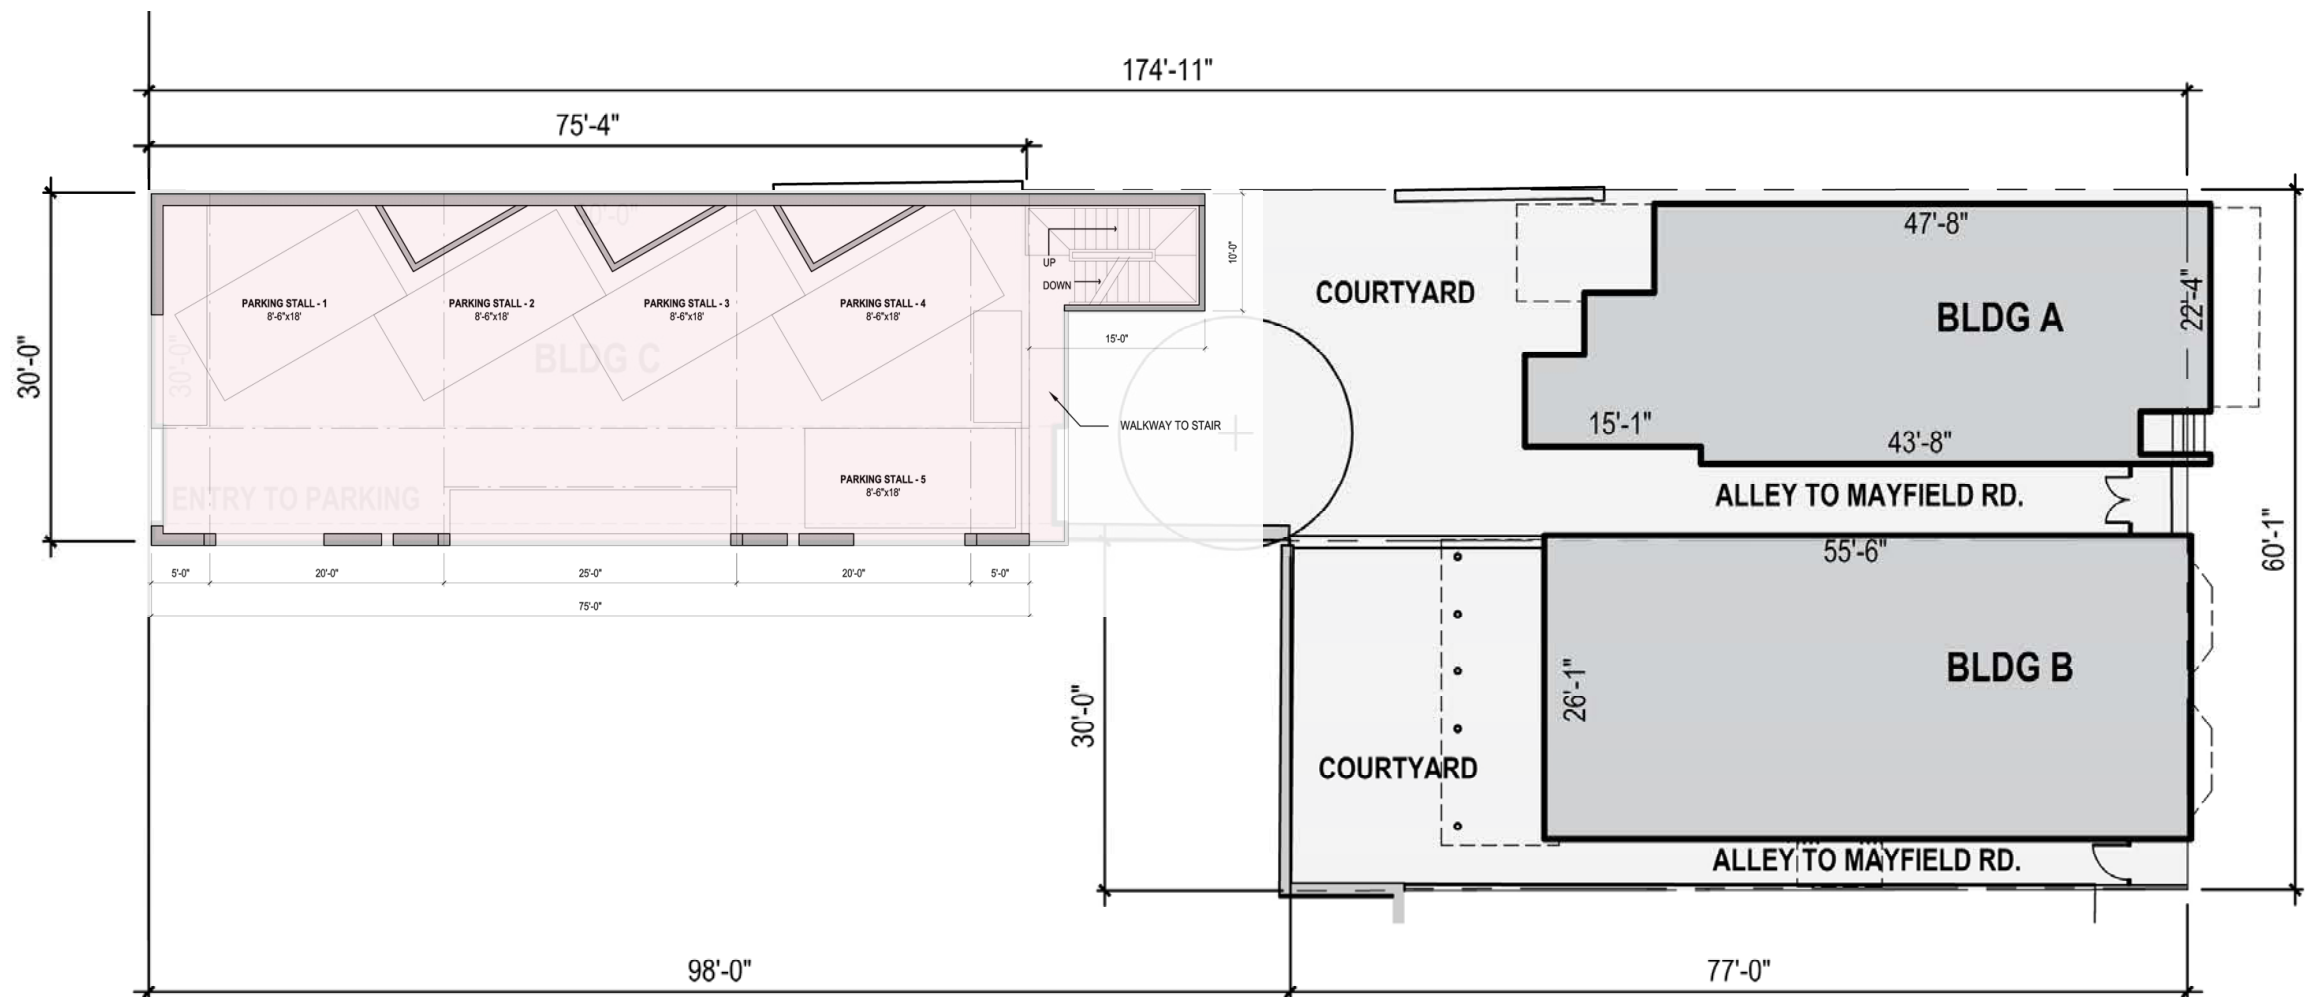 174'-11"
75'-4"
47'-8"
10'-0"
UP
DOWN
10'-0"
COURTYARD
BLDG A
22'-4"
PARKING STALL - 1
8'-6"x18'
PARKING STALL - 2
8'-6"x18'
PARKING STALL - 3
8'-6"x18'
PARKING STALL - 4
8'-6"x18'
30'-0"
30'-0"
BLDG C
15'-0"
WALKWAY TO STAIR
15'-1"
43'-8"
ENTRY TO PARKING
PARKING STALL - 5
8'-6"x18'
ALLEY TO MAYFIELD RD.
60'-1"
55'-6"
5'-0"
20'-0"
25'-0"
20'-0"
5'-0"
75'-0"
30'-0"
26'-1"
BLDG B
COURTYARD
ALLEY TO MAYFIELD RD.
98'-0"
77'-0"